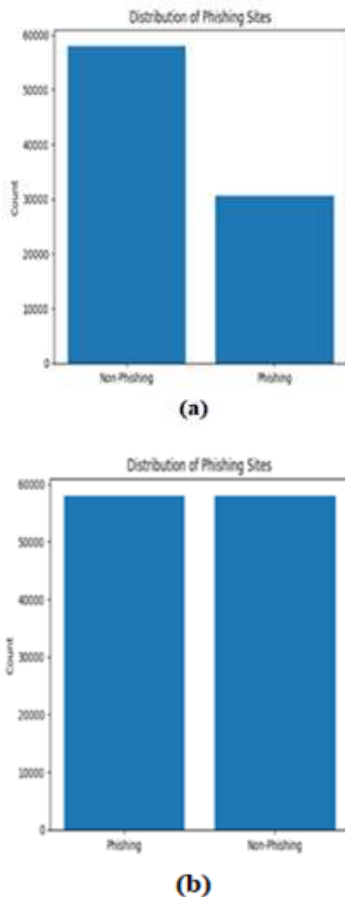 Distribution of Phishing Sites
60000
50000
40000
30000
20000
10000
0
Count
Non-Phishing Phishing
(a)
Distribution of Phishing Sites
60000
50000
40000
30000
20000
10000
0
Count
Phishing Non-Phishing
(b)